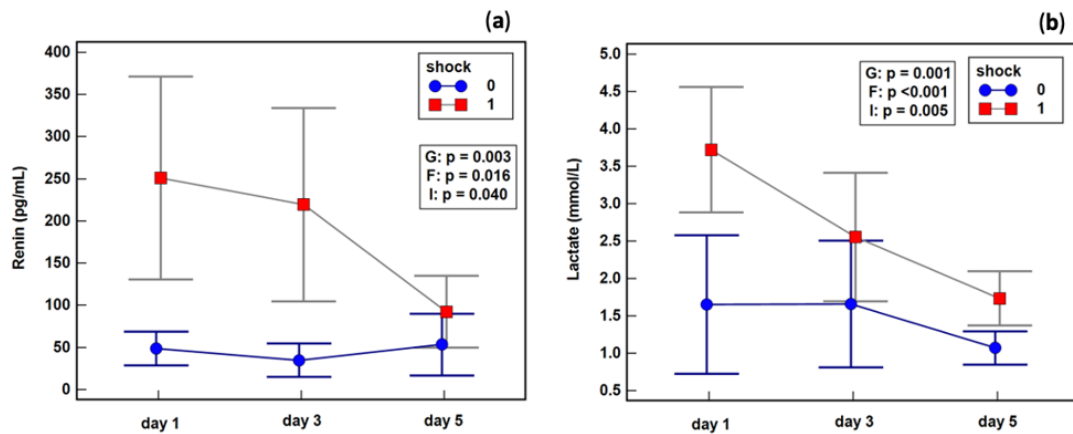 (a)
400
350
300
250
200
150
100
50
0
Renin (pg/mL)
shock
0
1
G: p = 0.003
F: p = 0.016
I: p = 0.040
day 1
day 3
day 5
(b)
5.0
4.5
4.0
3.5
3.0
2.5
2.0
1.5
1.0
0.5
Lactate (mmol/L)
G: p = 0.001
F: p <0.001
I: p = 0.005
shock
0
1
day 1
day 3
day 5